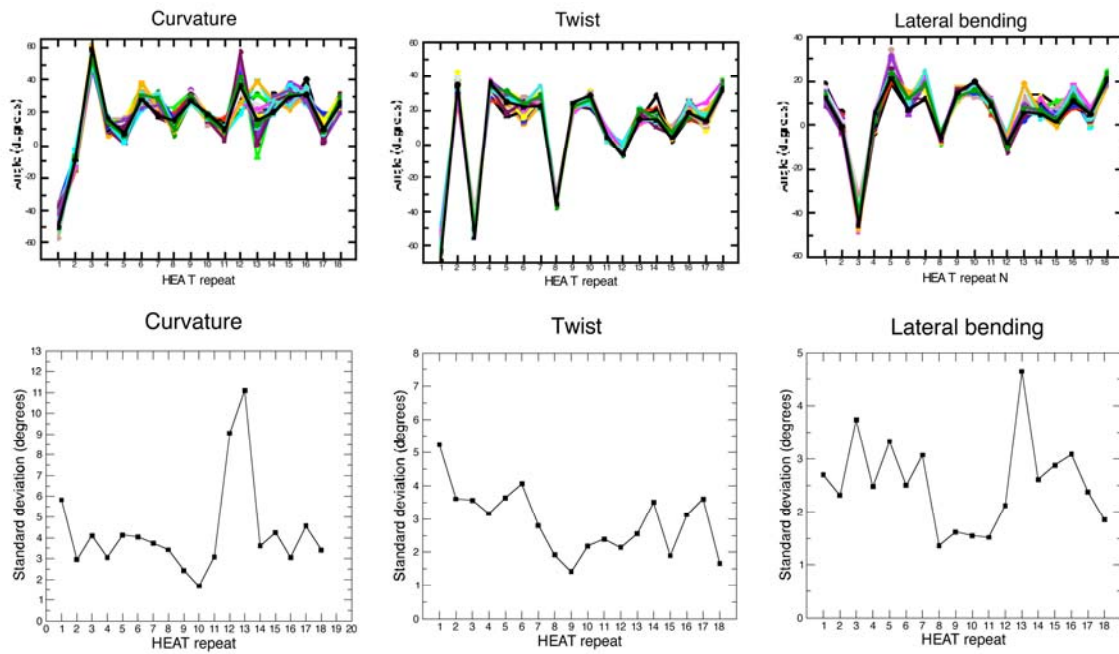 Curvature
60
40
20
0
-20
-40
-60
1 2 3 4 5 6 7 8 9 10 11 12 13 14 15 16 17 18
HEAT repeat
Twist
60
40
20
0
-20
-40
-60
1 2 3 4 5 6 7 8 9 10 11 12 13 14 15 16 17 18
HEAT repeat
Lateral bending
40
20
0
-20
-40
-60
1 2 3 4 5 6 7 8 9 10 11 12 13 14 15 16 17 18
HEAT repeat N
Curvature
Standard deviation (degrees)
13
12
11
10
9
8
7
6
5
4
3
2
1
0
0 1 2 3 4 5 6 7 8 9 10 11 12 13 14 15 16 17 18 19 20
HEAT repeat
Twist
Standard deviation (degrees)
8
7
6
5
4
3
2
1
0
1 2 3 4 5 6 7 8 9 10 11 12 13 14 15 16 17 18
HEAT repeat
Lateral bending
Standard deviation (degrees)
5
4
3
2
1
0
1 2 3 4 5 6 7 8 9 10 11 12 13 14 15 16 17 18
HEAT repeat